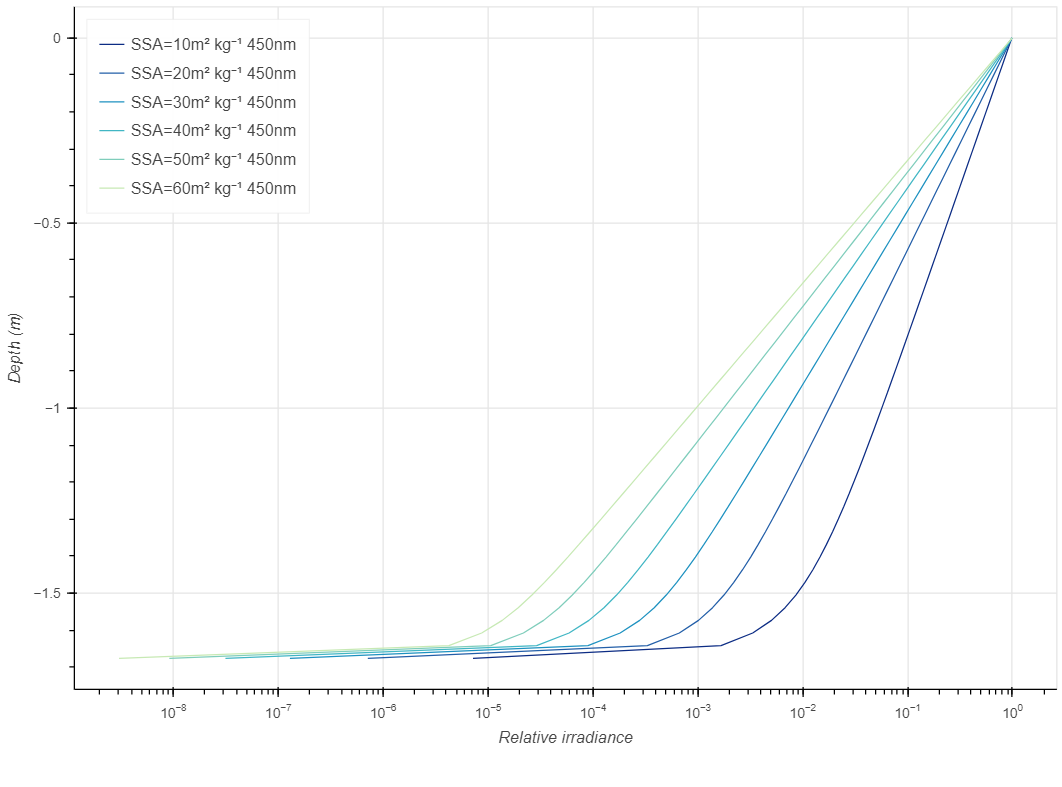 SSA=10m² kg⁻¹ 450nm
SSA=20m² kg⁻¹ 450nm
SSA=30m² kg⁻¹ 450nm
SSA=40m² kg⁻¹ 450nm
SSA=50m² kg⁻¹ 450nm
SSA=60m² kg⁻¹ 450nm
0
−0.5
−1
−1.5
Depth (m)
10⁻⁸ 10⁻⁷ 10⁻⁶ 10⁻⁵ 10⁻⁴ 10⁻³ 10⁻² 10⁻¹ 10⁰
Relative irradiance